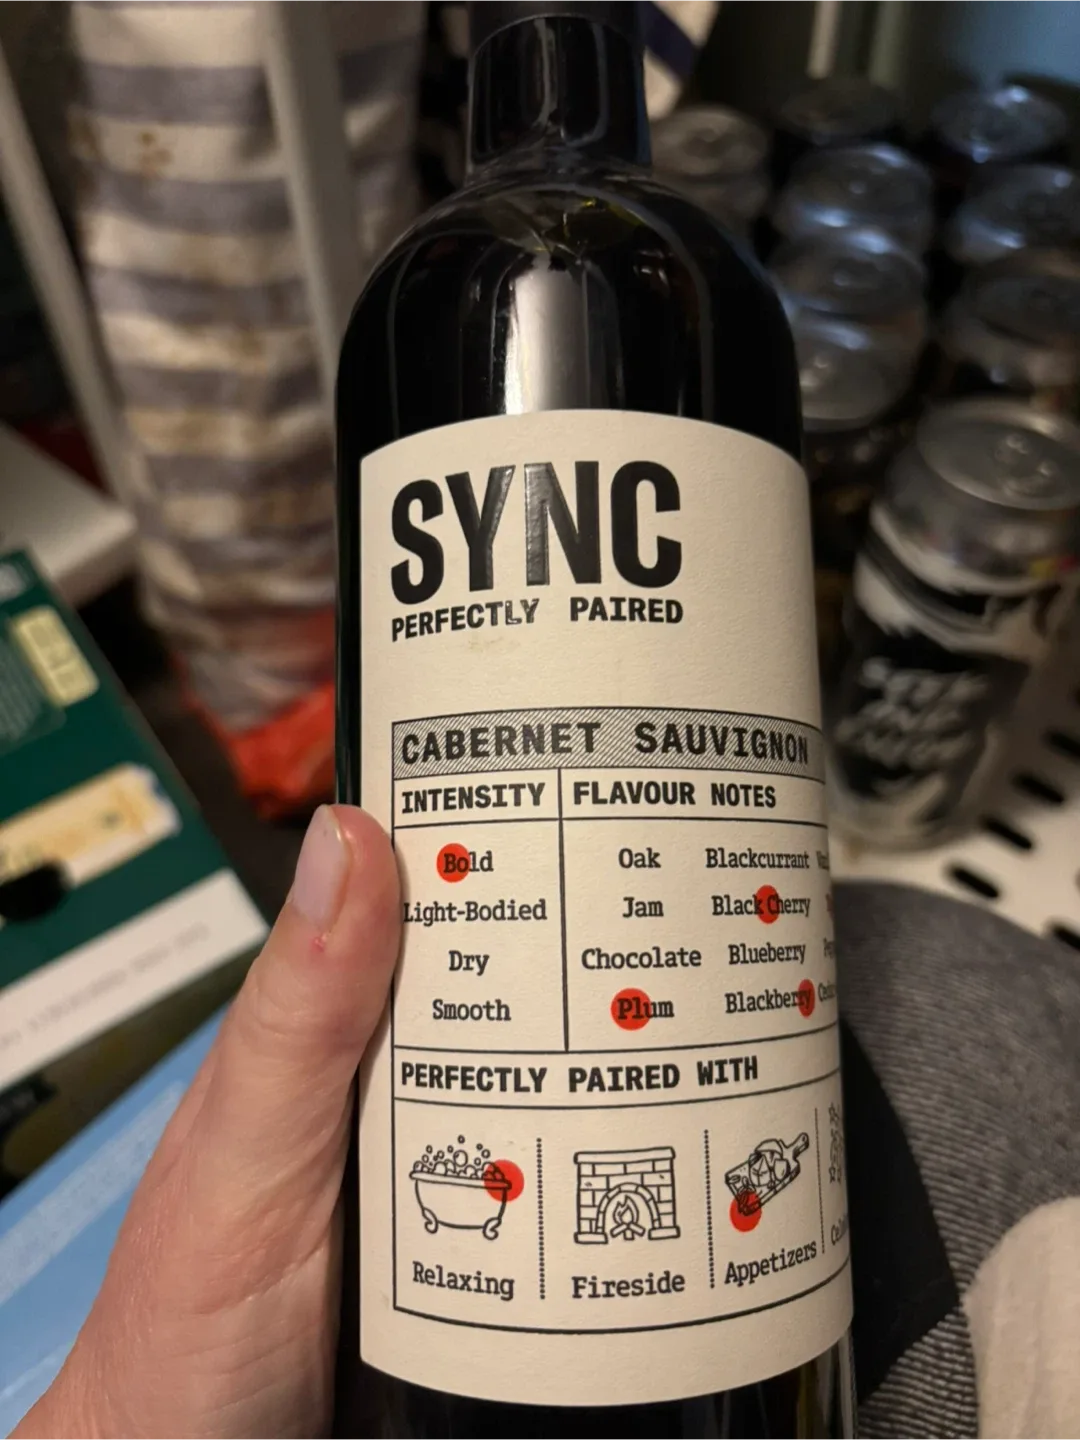 SYNC
PERFECTLY PAIRED
CABERNET SAUVIGNON
INTENSITY
FLAVOUR NOTES
Bold
Oak
Blackcurrant
Light-Bodied
Jam
Black Cherry
Dry
Chocolate
Blueberry
Smooth
Plum
Blackberry
PERFECTLY PAIRED WITH
Relaxing
Fireside
Appetizers